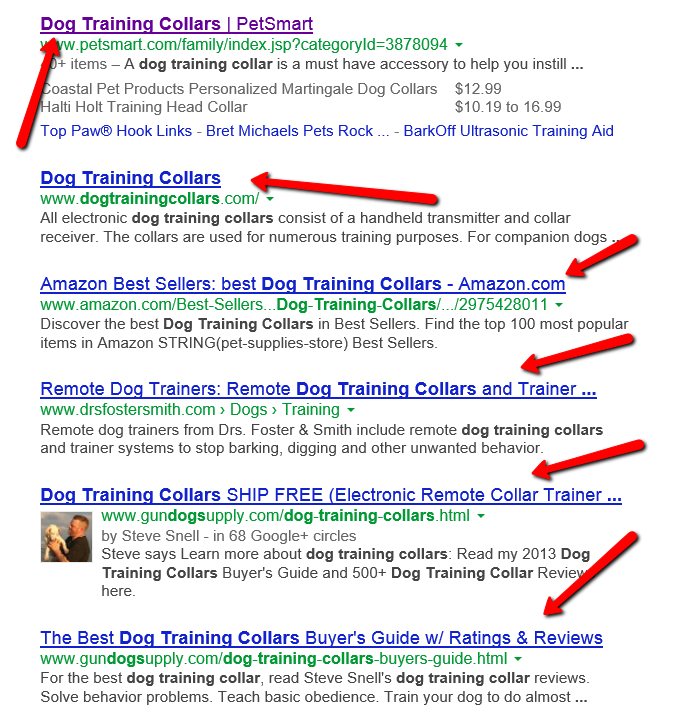 Dog Training Collars | PetSmart
www.petsmart.com/family/index.jsp?categoryId=3878094
items – A dog training collar is a must have accessory to help you instill ...
Coastal Pet Products Personalized Martingale Dog Collars $12.99
Halti Holt Training Head Collar $10.19 to 16.99
Top Paw® Hook Links - Bret Michaels Pets Rock ... - BarkOff Ultrasonic Training Aid
Dog Training Collars
www.dogtrainingcollars.com/
All electronic dog training collars consist of a handheld transmitter and collar
receiver. The collars are used for numerous training purposes. For companion dogs ...
Amazon Best Sellers: best Dog Training Collars - Amazon.com
www.amazon.com/Best-Sellers...Dog-Training-Collars/.../2975428011
Discover the best Dog Training Collars in Best Sellers. Find the top 100 most popular
items in Amazon STRING(pet-supplies-store) Best Sellers.
Remote Dog Trainers: Remote Dog Training Collars and Trainer ...
www.drsfostersmith.com › Dogs › Training
Remote dog trainers from Drs. Foster & Smith include remote dog training collars
and trainer systems to stop barking, digging and other unwanted behavior.
Dog Training Collars SHIP FREE (Electronic Remote Collar Trainer ...
www.gundogsupply.com/dog-training-collars.html
by Steve Snell - in 68 Google+ circles
Steve says Learn more about dog training collars: Read my 2013 Dog
Training Collars Buyer's Guide and 500+ Dog Training Collar Reviews
here.
The Best Dog Training Collars Buyer's Guide w/ Ratings & Reviews
www.gundogsupply.com/dog-training-collars-buyers-guide.html
For the best dog training collar, read Steve Snell's dog training collar reviews.
Solve behavior problems. Teach basic obedience. Train your dog to do almost ...